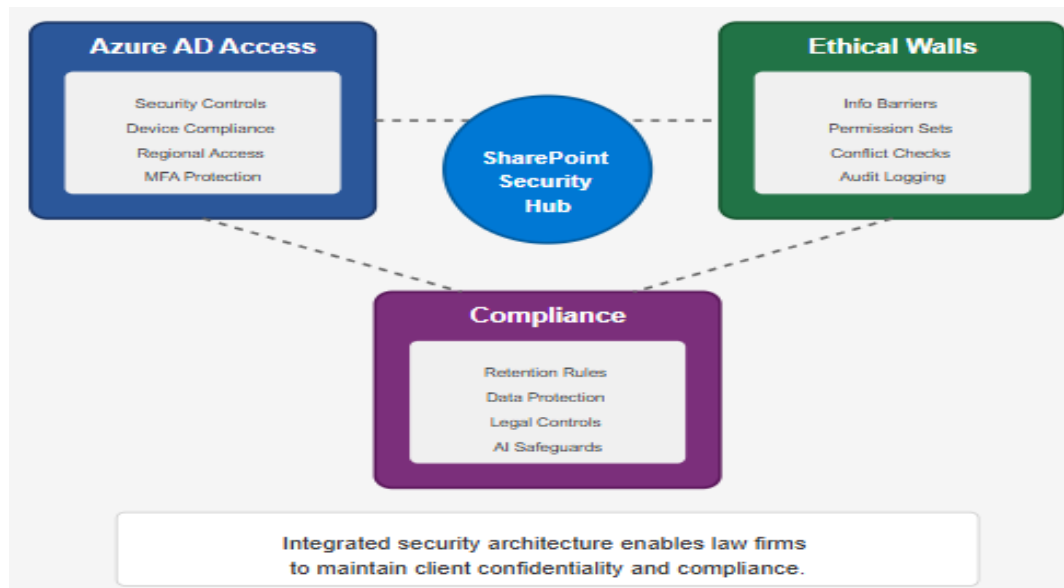 Azure AD Access
Security Controls
Device Compliance
Regional Access
MFA Protection
SharePoint
Security
Hub
Ethical Walls
Info Barriers
Permission Sets
Conflict Checks
Audit Logging
Compliance
Retention Rules
Data Protection
Legal Controls
AI Safeguards
Integrated security architecture enables law firms
to maintain client confidentiality and compliance.